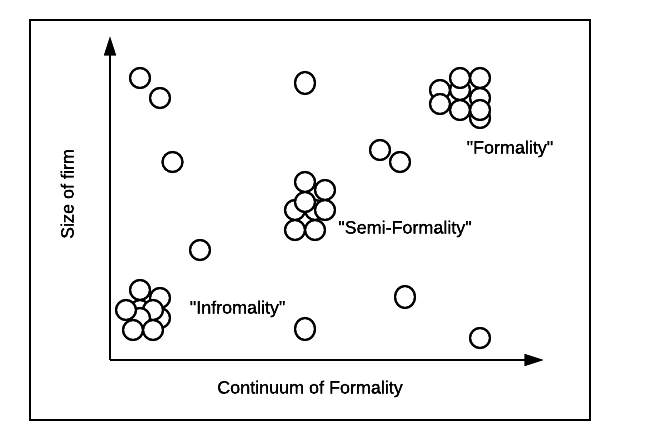 "Formality"
Size of firm
"Semi-Formality"
"Infromality"
Continuum of Formality